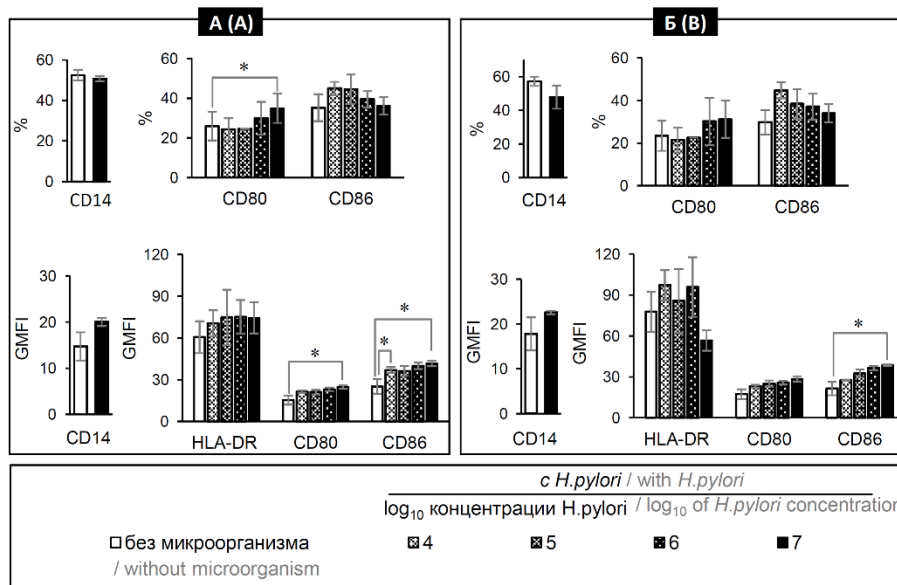 А (A)
Б (B)
60
40
20
0
%
CD14
60
40
20
0
%
CD80
CD86
*
60
40
20
0
%
CD14
60
40
20
0
%
CD80
CD86
30
20
10
0
GMFI
CD14
120
90
60
30
0
GMFI
HLA-DR
CD80
CD86
*
*
*
30
20
10
0
GMFI
CD14
120
90
60
30
0
GMFI
HLA-DR
CD80
CD86
*
с H.pylori / with H.pylori
log10 концентрации H.pylori / log10 of H.pylori concentration
без микроорганизма 4 5 6 7
/ without microorganism